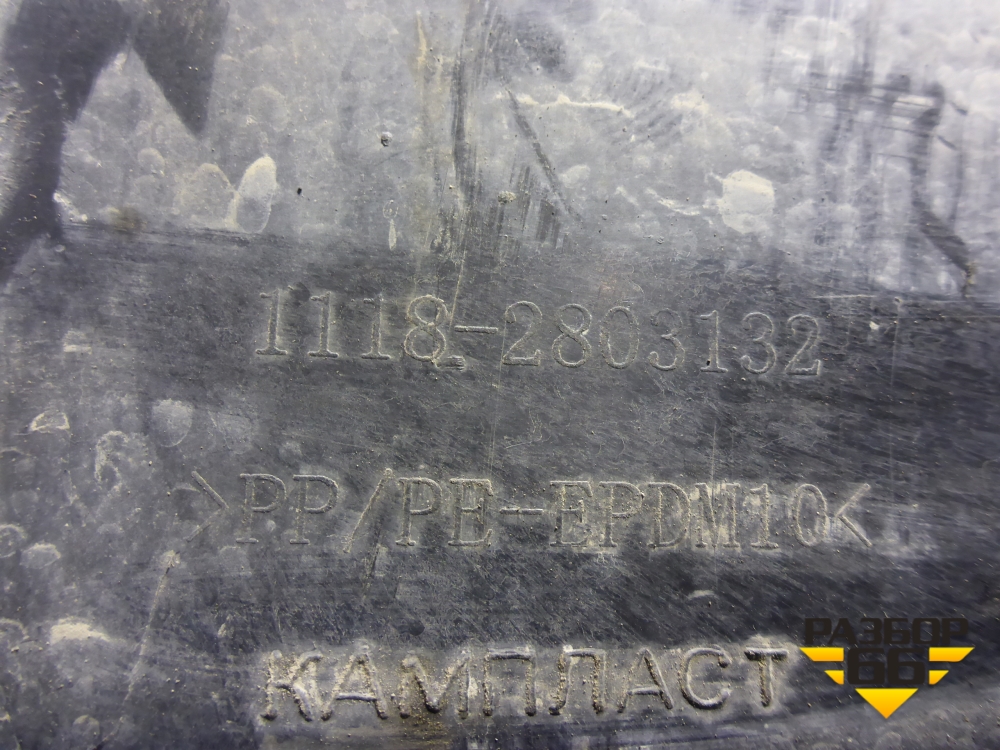 1118-2803132
>PP/PE-EPDM10<
КАМПЛАСТ
РАЗБОР
66